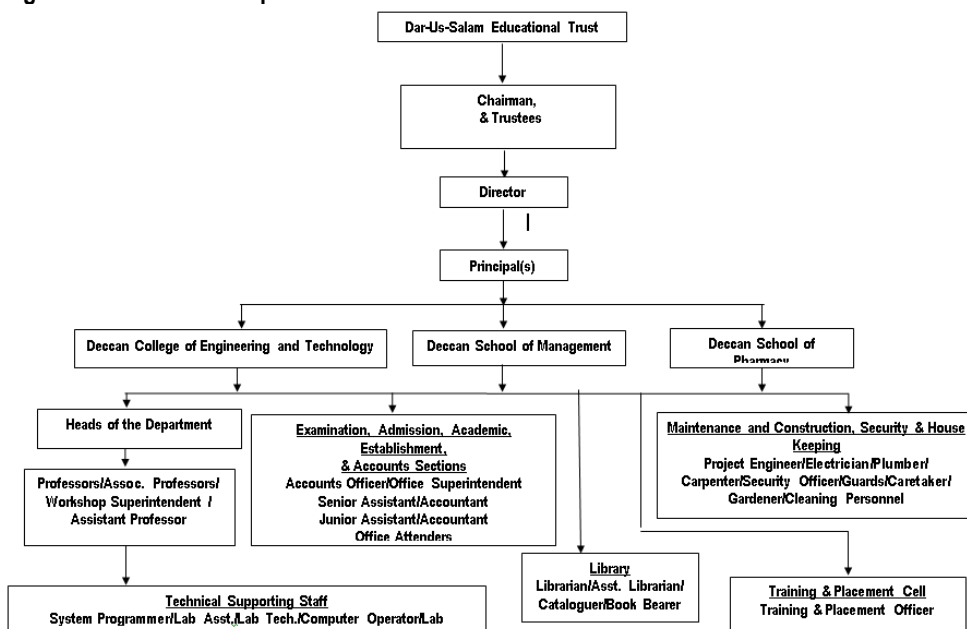 Dar-Us-Salam Educational Trust
Chairman,
& Trustees
Director
Principal(s)
Deccan College of Engineering and Technology
Deccan School of Management
Deccan School of
Pharmacy
Heads of the Department
Examination, Admission, Academic,
Establishment,
& Accounts Sections
Accounts Officer/Office Superintendent
Senior Assistant/Accountant
Junior Assistant/Accountant
Office Attenders
Maintenance and Construction, Security & House
Keeping
Project Engineer/Electrician/Plumber/
Carpenter/Security Officer/Guards/Caretaker/
Gardener/Cleaning Personnel
Professors/Assoc. Professors/
Workshop Superintendent /
Assistant Professor
Library
Librarian/Asst. Librarian/
Cataloguer/Book Bearer
Training & Placement Cell
Training & Placement Officer
Technical Supporting Staff
System Programmer/Lab Asst./Lab Tech./Computer Operator/Lab